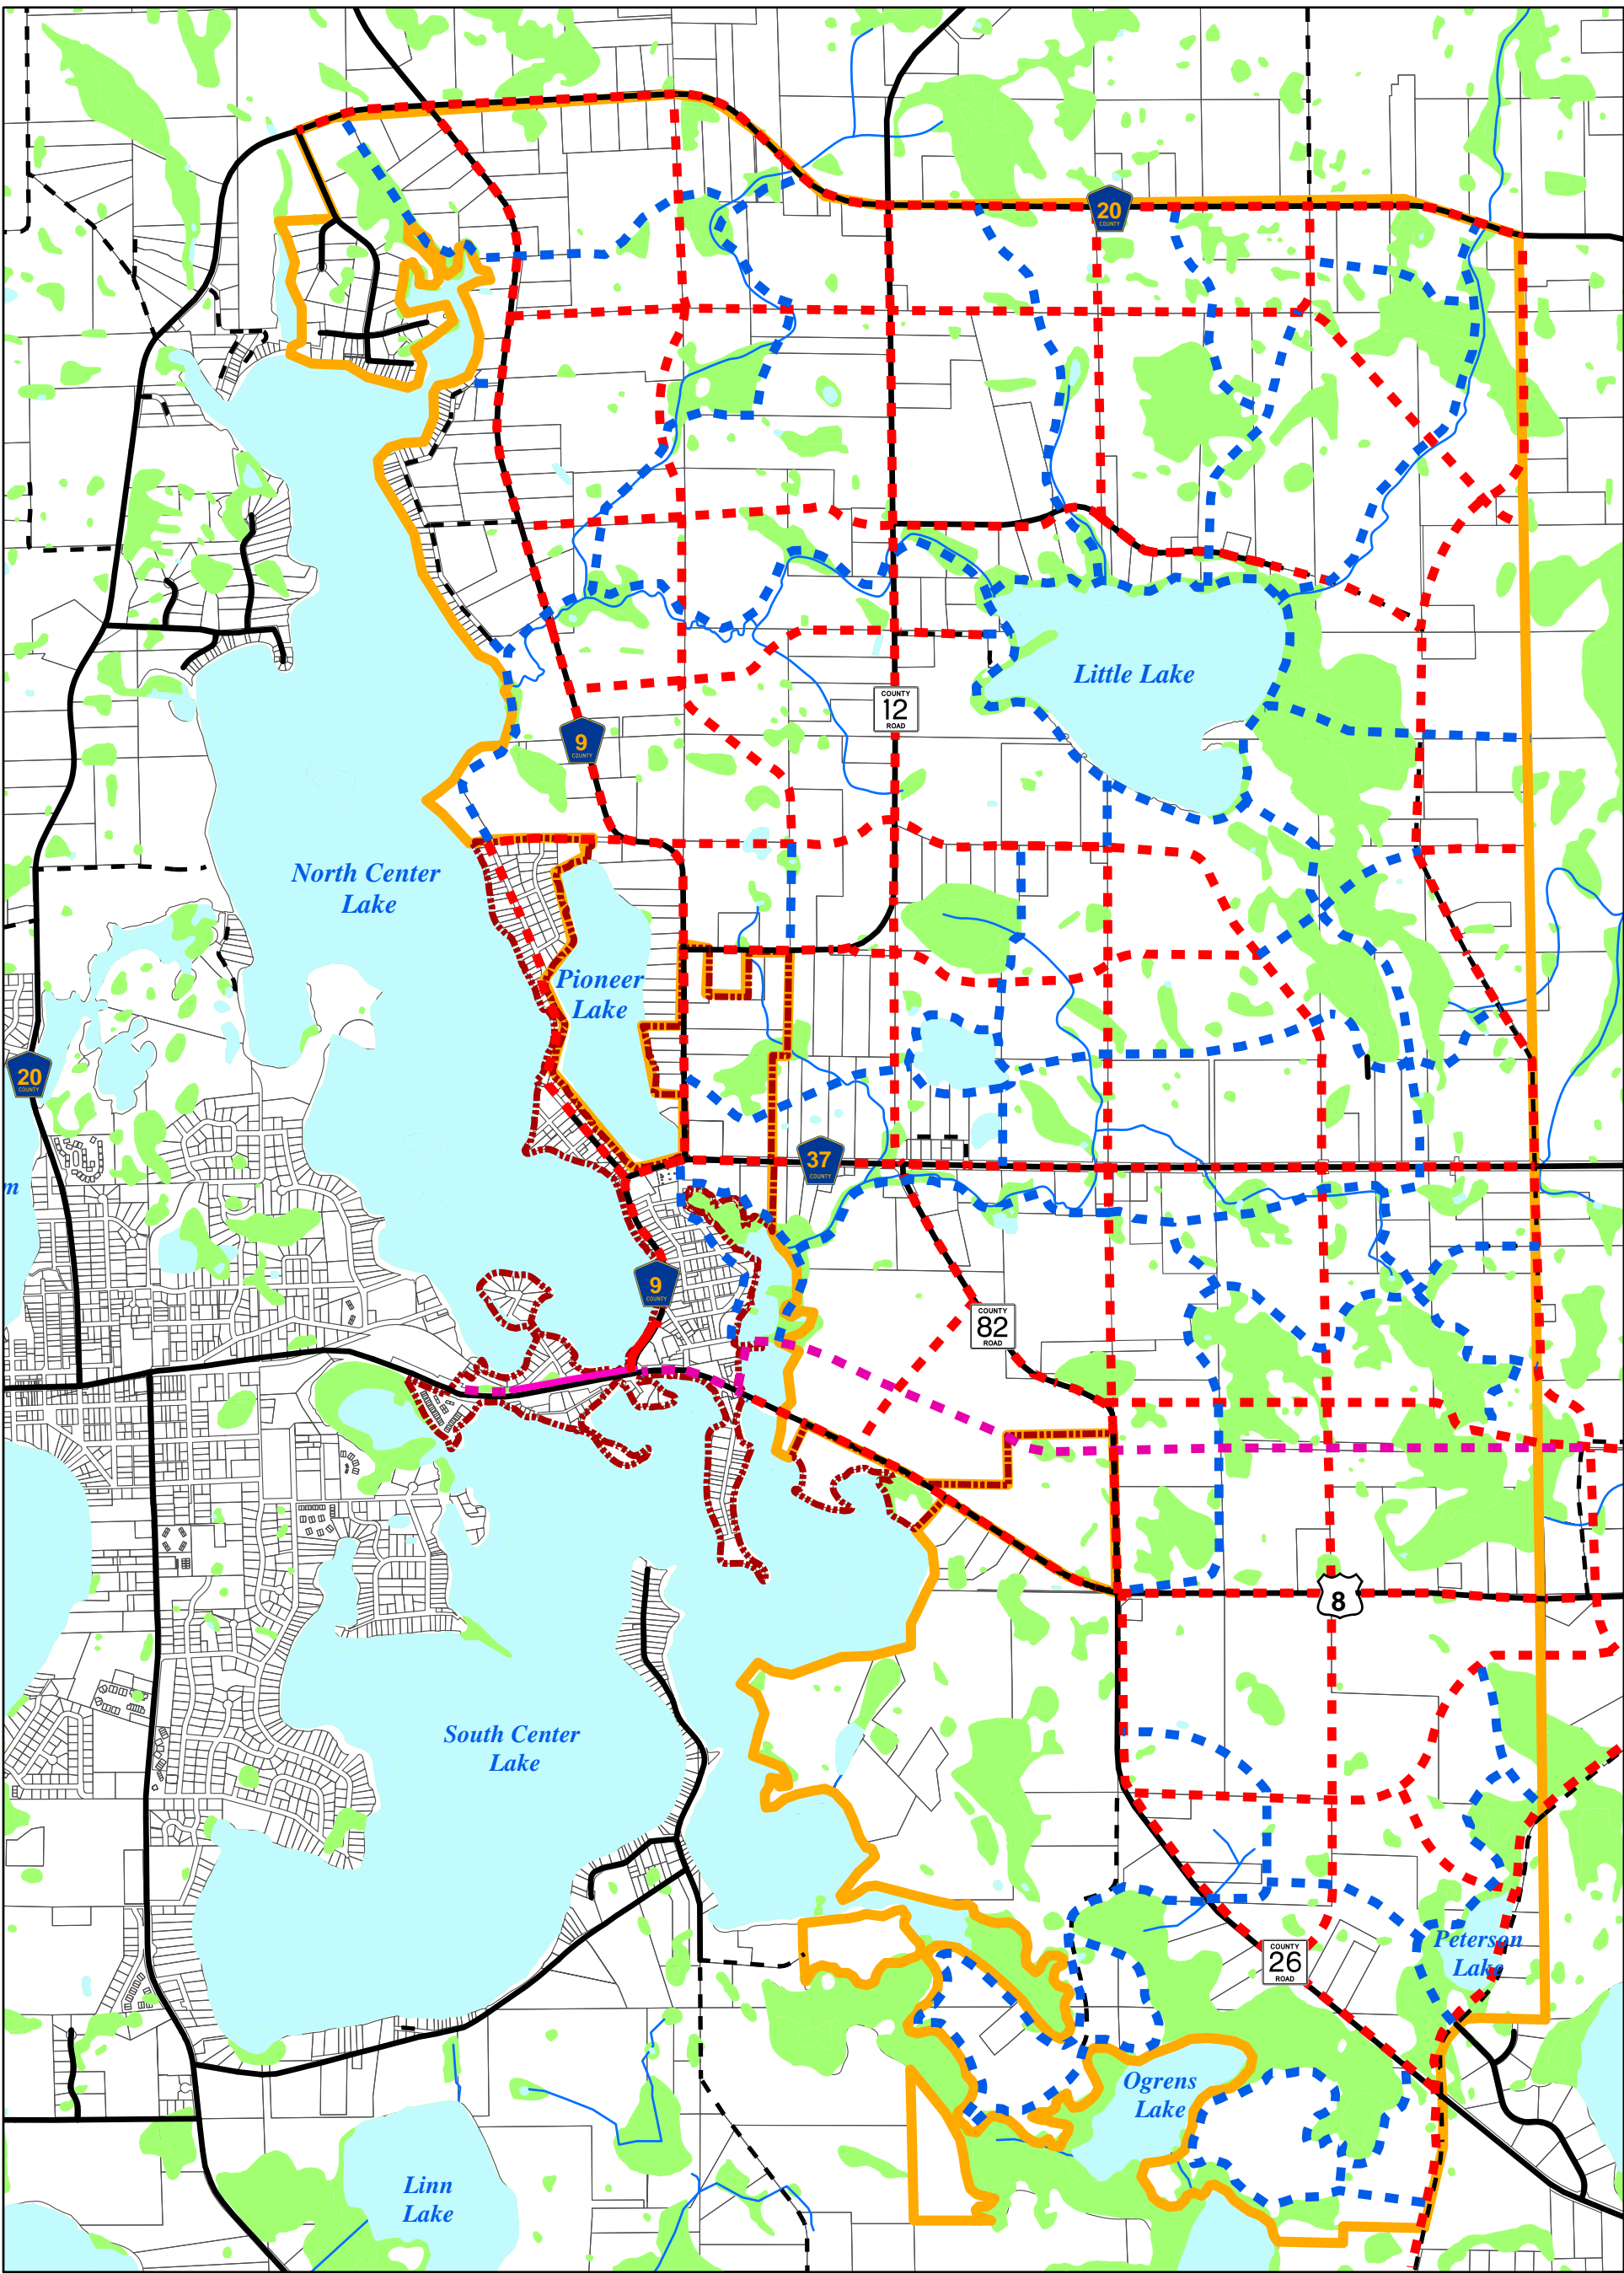 20
COUNTY
Little Lake
COUNTY
12
ROAD
9
COUNTY
North Center
Lake
Pioneer
Lake
20
COUNTY
37
COUNTY
m
9
COUNTY
COUNTY
82
ROAD
8
South Center
Lake
Peterson
Lake
COUNTY
26
ROAD
Ogrens
Lake
Linn
Lake